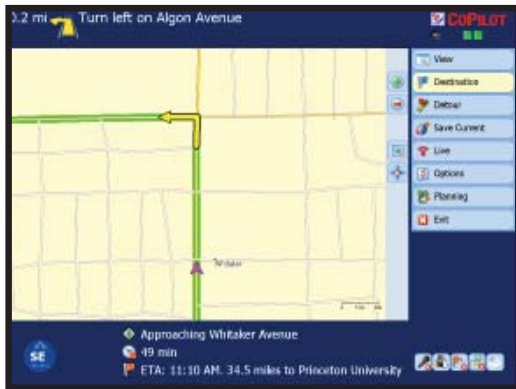 0.2 mi Turn left on Algon Avenue
COPILOT
View
Destination
Detour
Save Current
Live
Options
Planning
Exit
Whitaker
Approaching Whitaker Avenue
49 min
ETA: 11:10 AM. 34.5 miles to Princeton University
SE